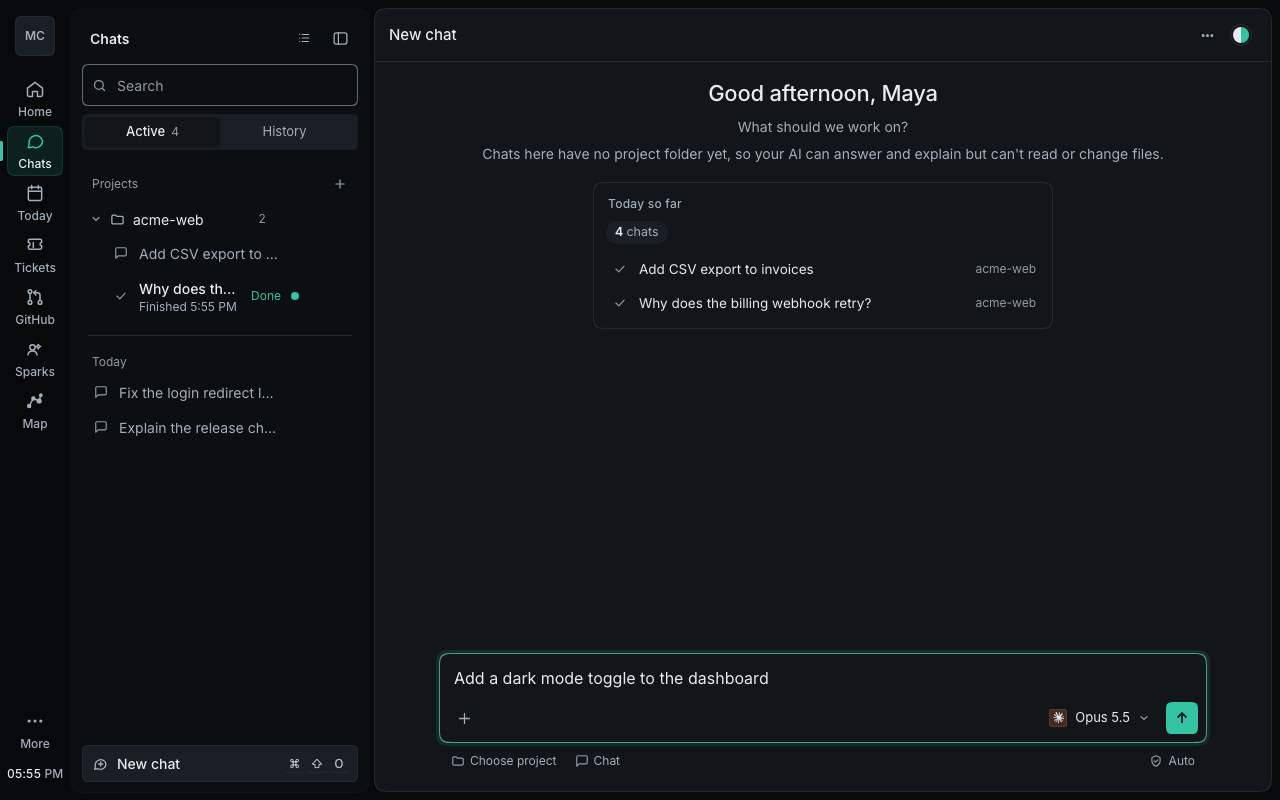 MC
Home
Chats
Today
Tickets
GitHub
Sparks
Map
More
05:55 PM
Chats
Search
Active 4
History
Projects
acme-web 2
Add CSV export to ...
Why does th... Done
Finished 5:55 PM
Today
Fix the login redirect l...
Explain the release ch...
New chat ⌘ ⇧ O
New chat
Good afternoon, Maya
What should we work on?
Chats here have no project folder yet, so your AI can answer and explain but can't read or change files.
Today so far
4 chats
Add CSV export to invoices acme-web
Why does the billing webhook retry? acme-web
Add a dark mode toggle to the dashboard
Opus 5.5
Choose project Chat Auto